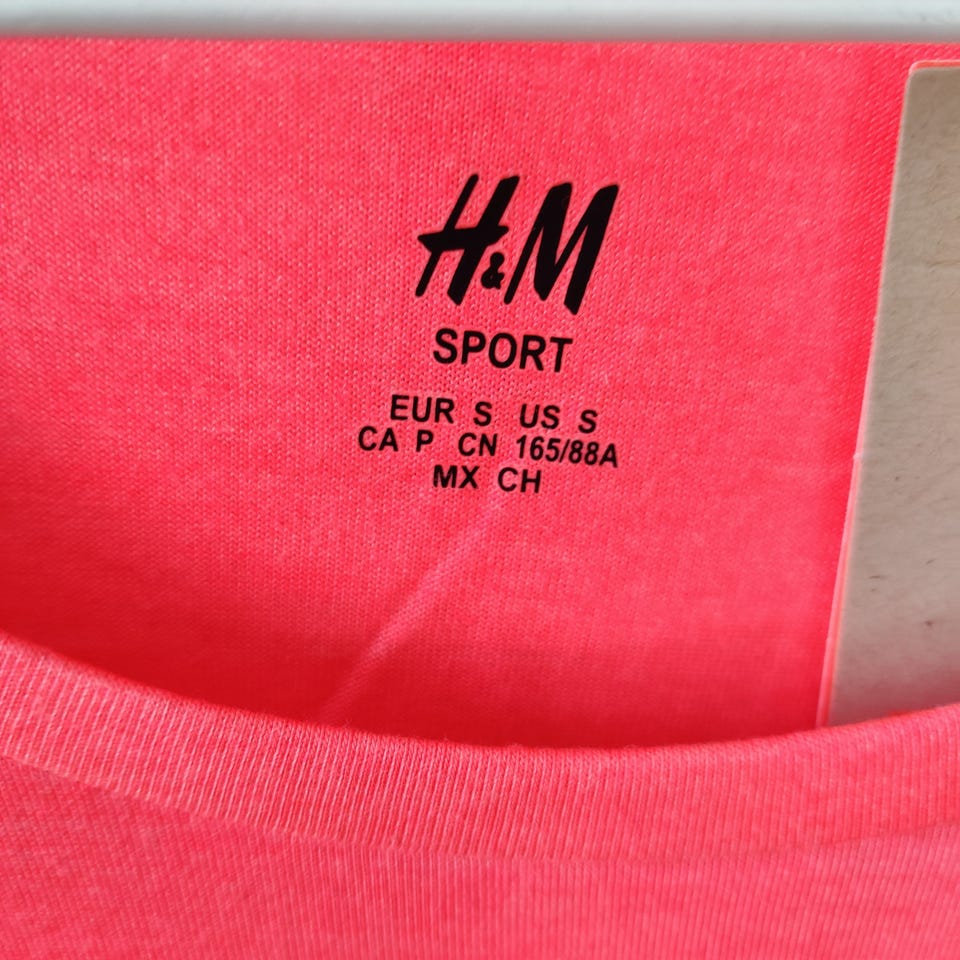 H&M
SPORT
EUR S US S
CA P CN 165/88A
MX CH